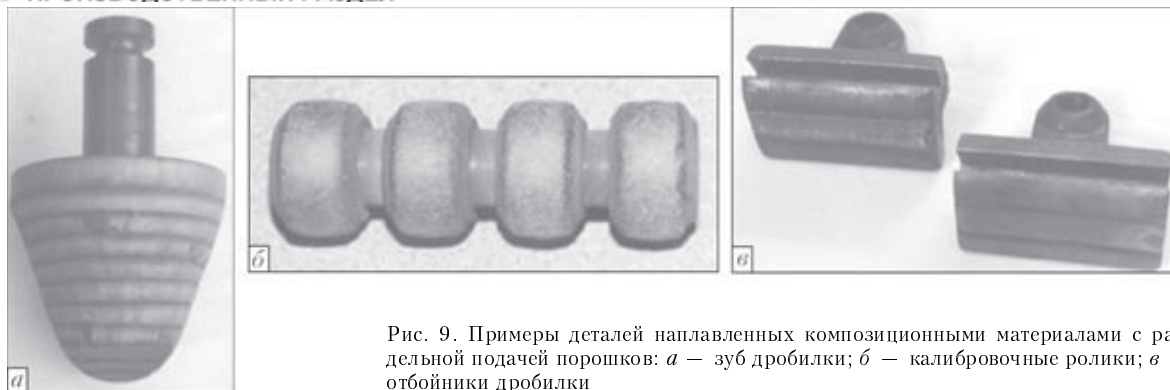 а
б
в
Рис. 9. Примеры деталей наплавленных композиционными материалами с ра
дельной подачей порошков: а — зуб дробилки; б — калибровочные ролики; в
отбойники дробилки